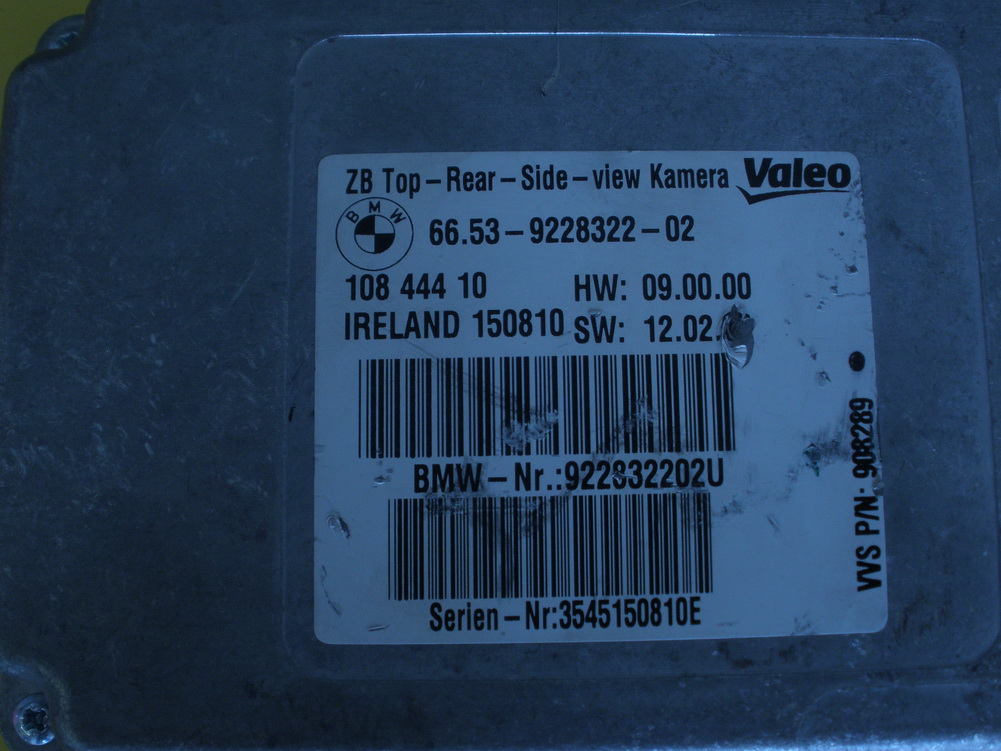 ZB Top-Rear-Side-view Kamera Valeo
BMW
66.53-9228322-02
108 444 10 HW: 09.00.00
IRELAND 150810 SW: 12.02.
BMW-Nr.:922832202U
Serien-Nr:3545150810E
VVS P/N: 908289